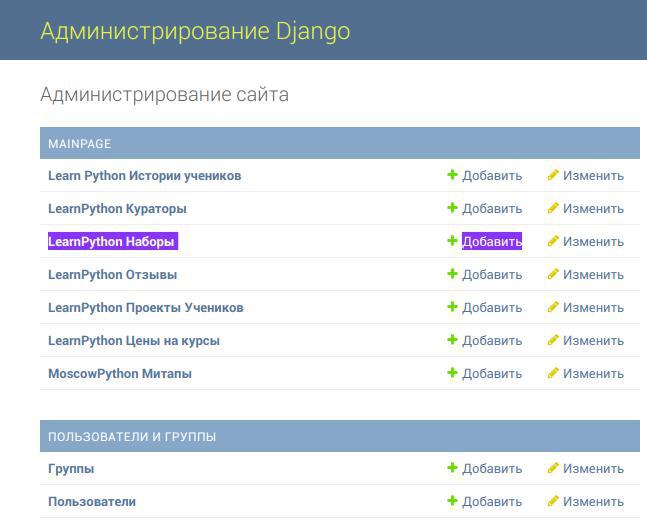 Администрирование Django
Администрирование сайта
MAINPAGE
Learn Python Истории учеников Добавить Изменить
LearnPython Кураторы Добавить Изменить
LearnPython Наборы Добавить Изменить
LearnPython Отзывы Добавить Изменить
LearnPython Проекты Учеников Добавить Изменить
LearnPython Цены на курсы Добавить Изменить
MoscowPython Митапы Добавить Изменить
ПОЛЬЗОВАТЕЛИ И ГРУППЫ
Группы Добавить Изменить
Пользователи Добавить Изменить